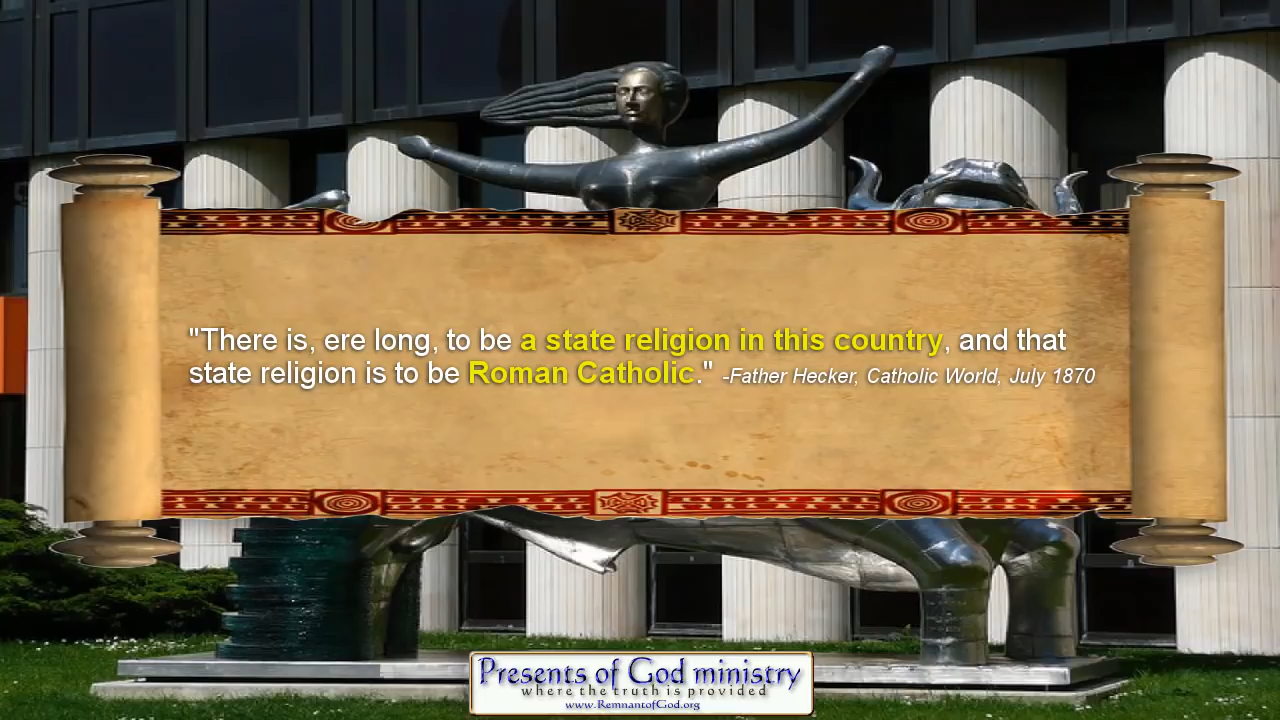 "There is, ere long, to be a state religion in this country, and that
state religion is to be Roman Catholic." -Father Hecker, Catholic World, July 1870
Presents of God ministry
where the truth is provided
www.RemnantofGod.org